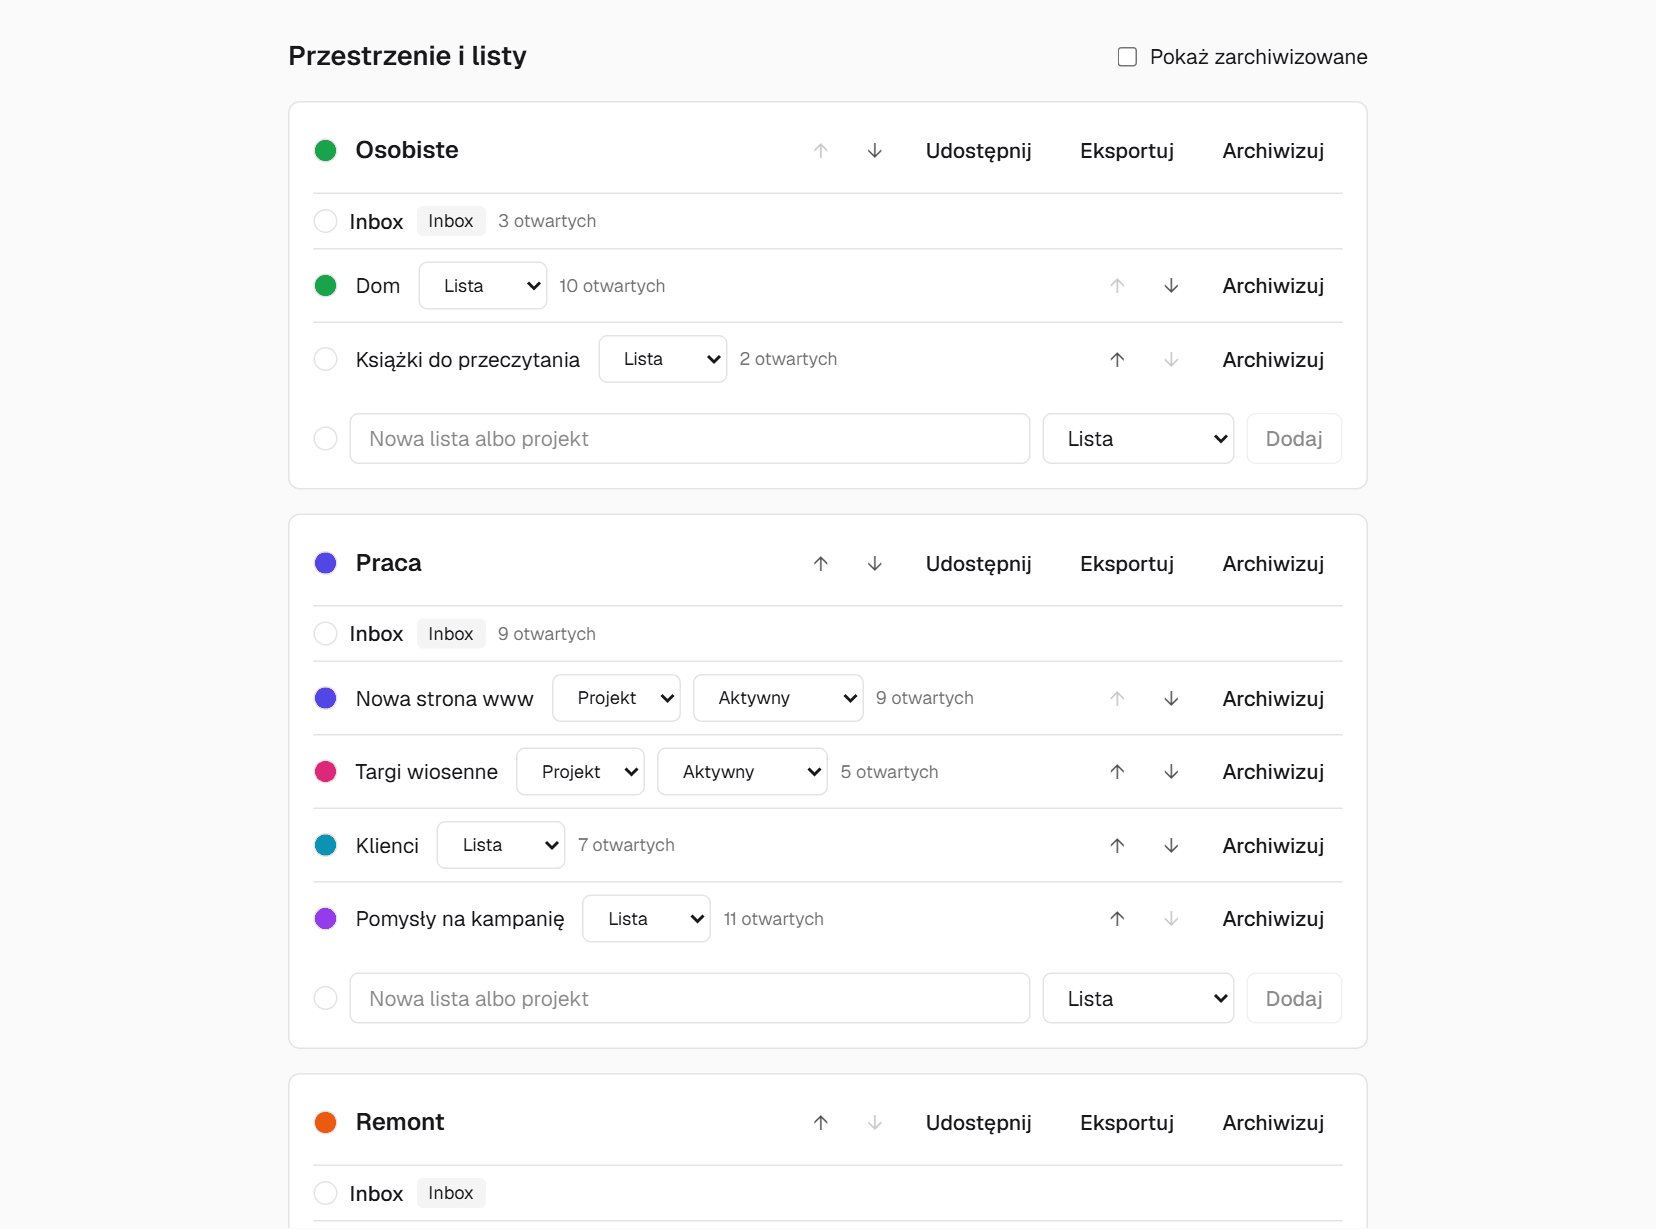 Przestrzenie i listy Pokaż zarchiwizowane
Osobiste ↑ ↓ Udostępnij Eksportuj Archiwizuj
Inbox Inbox 3 otwartych
Dom Lista 10 otwartych ↑ ↓ Archiwizuj
Książki do przeczytania Lista 2 otwartych ↑ ↓ Archiwizuj
Nowa lista albo projekt Lista Dodaj
Praca ↑ ↓ Udostępnij Eksportuj Archiwizuj
Inbox Inbox 9 otwartych
Nowa strona www Projekt Aktywny 9 otwartych ↑ ↓ Archiwizuj
Targi wiosenne Projekt Aktywny 5 otwartych ↑ ↓ Archiwizuj
Klienci Lista 7 otwartych ↑ ↓ Archiwizuj
Pomysły na kampanię Lista 11 otwartych ↑ ↓ Archiwizuj
Nowa lista albo projekt Lista Dodaj
Remont ↑ ↓ Udostępnij Eksportuj Archiwizuj
Inbox Inbox